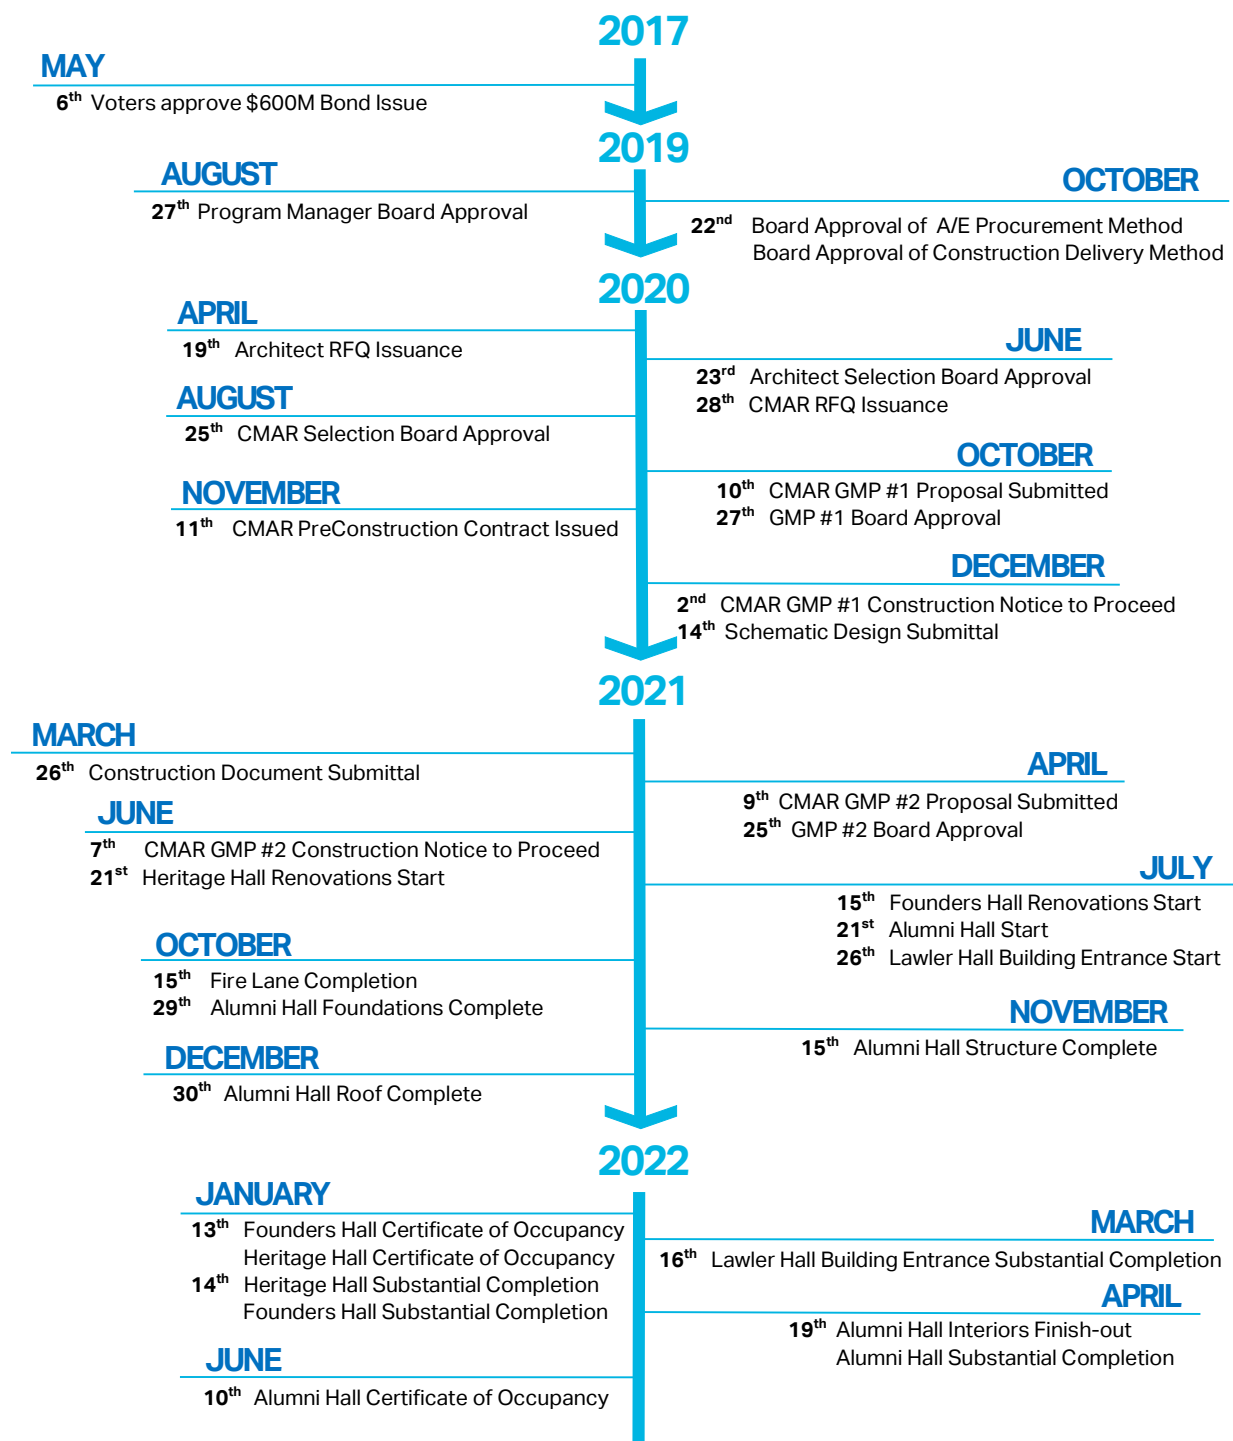 2017
MAY
6th Voters approve $600M Bond Issue
2019
AUGUST
27th Program Manager Board Approval
OCTOBER
22nd Board Approval of A/E Procurement Method
Board Approval of Construction Delivery Method
2020
APRIL
19th Architect RFQ Issuance
JUNE
23rd Architect Selection Board Approval
28th CMAR RFQ Issuance
AUGUST
25th CMAR Selection Board Approval
OCTOBER
10th CMAR GMP #1 Proposal Submitted
27th GMP #1 Board Approval
NOVEMBER
11th CMAR PreConstruction Contract Issued
DECEMBER
2nd CMAR GMP #1 Construction Notice to Proceed
14th Schematic Design Submittal
2021
MARCH
26th Construction Document Submittal
APRIL
9th CMAR GMP #2 Proposal Submitted
25th GMP #2 Board Approval
JUNE
7th CMAR GMP #2 Construction Notice to Proceed
21st Heritage Hall Renovations Start
JULY
15th Founders Hall Renovations Start
21st Alumni Hall Start
26th Lawler Hall Building Entrance Start
OCTOBER
15th Fire Lane Completion
29th Alumni Hall Foundations Complete
NOVEMBER
15th Alumni Hall Structure Complete
DECEMBER
30th Alumni Hall Roof Complete
2022
JANUARY
13th Founders Hall Certificate of Occupancy
Heritage Hall Certificate of Occupancy
14th Heritage Hall Substantial Completion
Founders Hall Substantial Completion
MARCH
16th Lawler Hall Building Entrance Substantial Completion
APRIL
19th Alumni Hall Interiors Finish-out
Alumni Hall Substantial Completion
JUNE
10th Alumni Hall Certificate of Occupancy